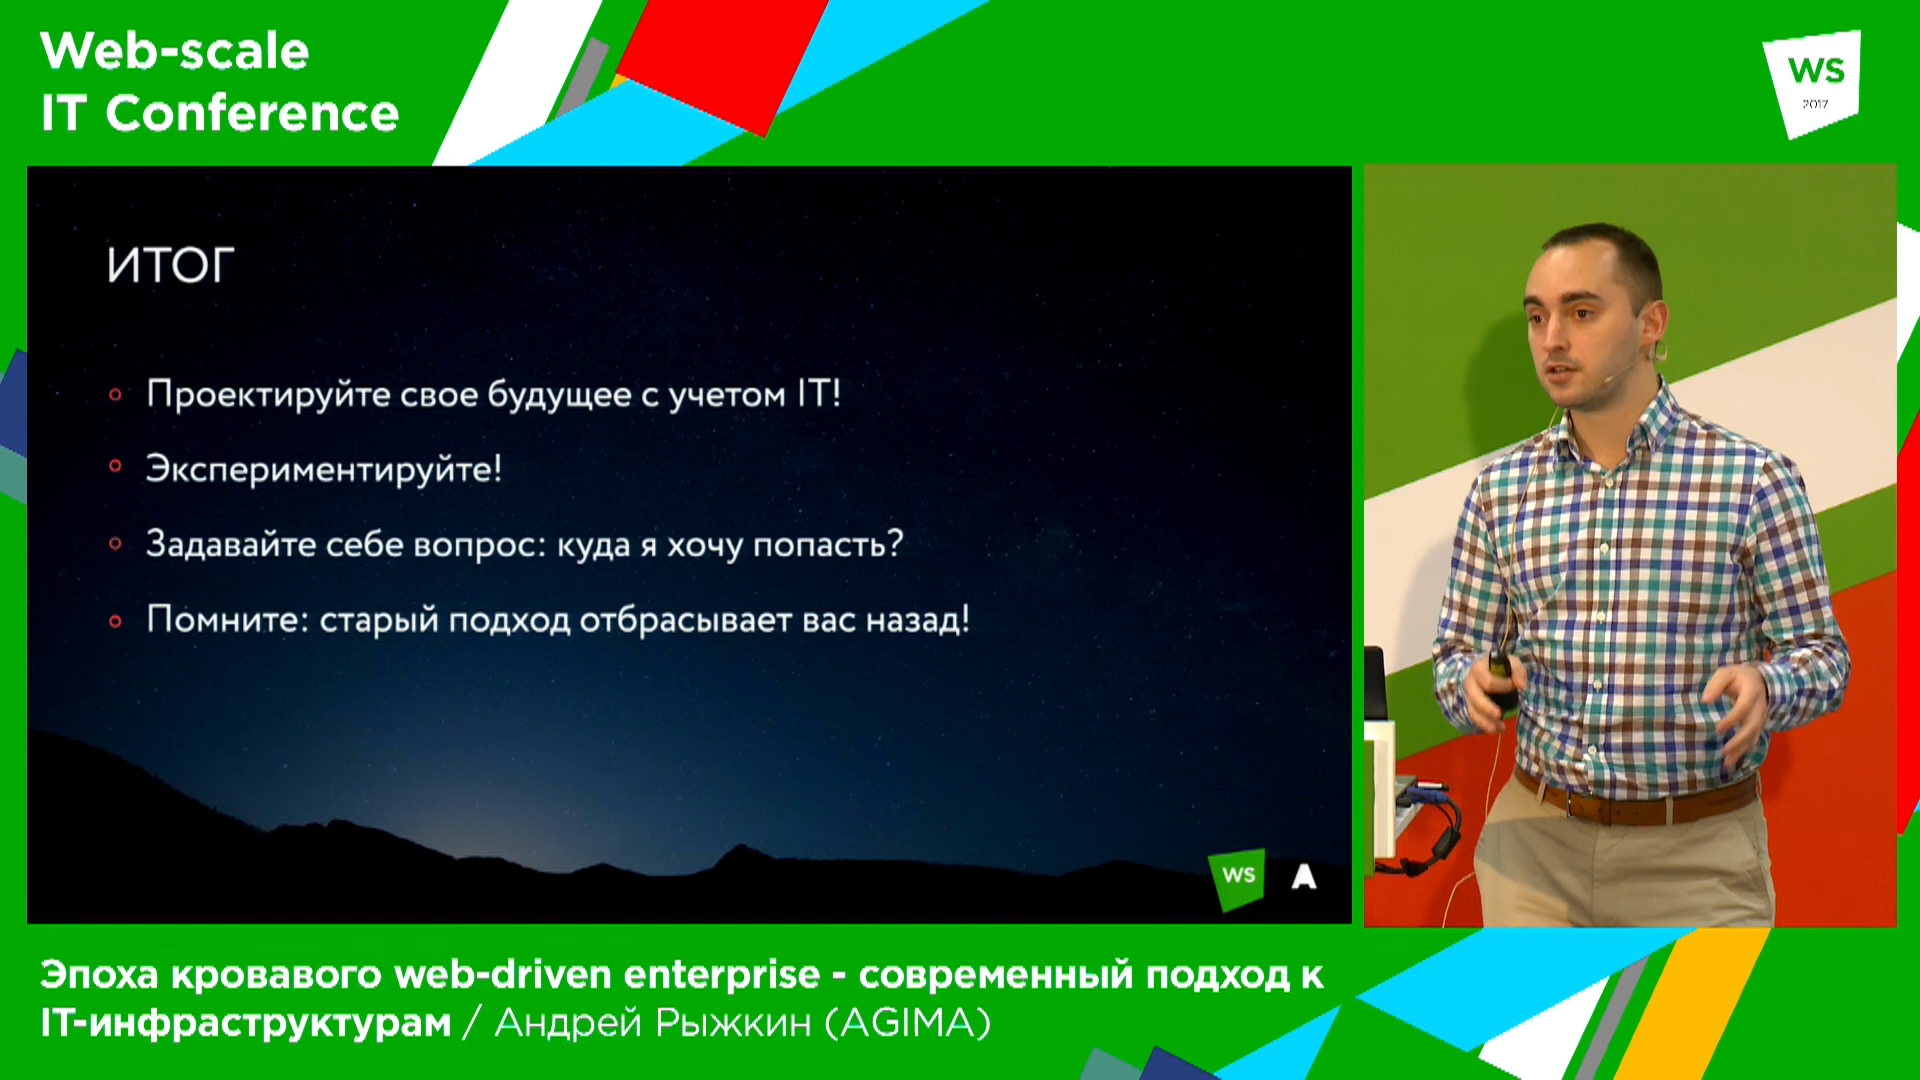 Web-scale
IT Conference
WS
2017
ИТОГ
Проектируйте свое будущее с учетом IT!
Экспериментируйте!
Задавайте себе вопрос: куда я хочу попасть?
Помните: старый подход отбрасывает вас назад!
WS
A
Эпоха кровавого web-driven enterprise - современный подход к
IT-инфраструктурам / Андрей Рыжкин (AGIMA)